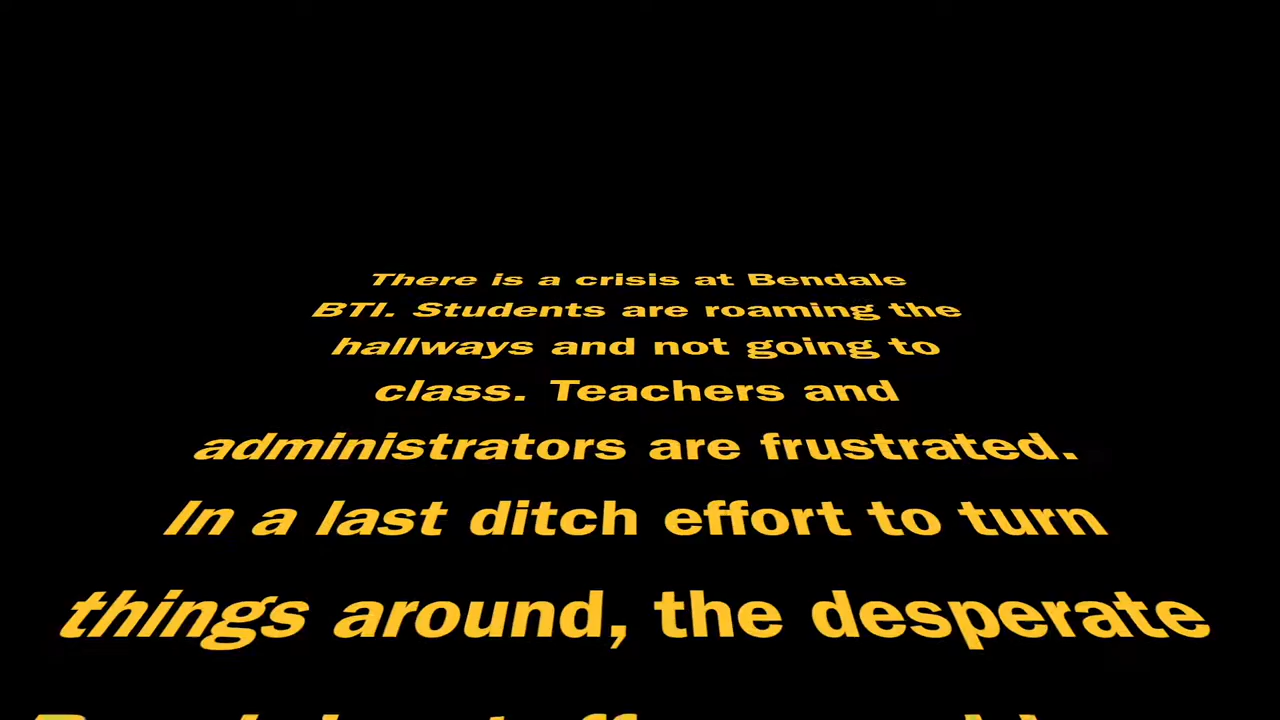 There is a crisis at Bendale
BTI. Students are roaming the
hallways and not going to
class. Teachers and
administrators are frustrated.
In a last ditch effort to turn
things around, the desperate